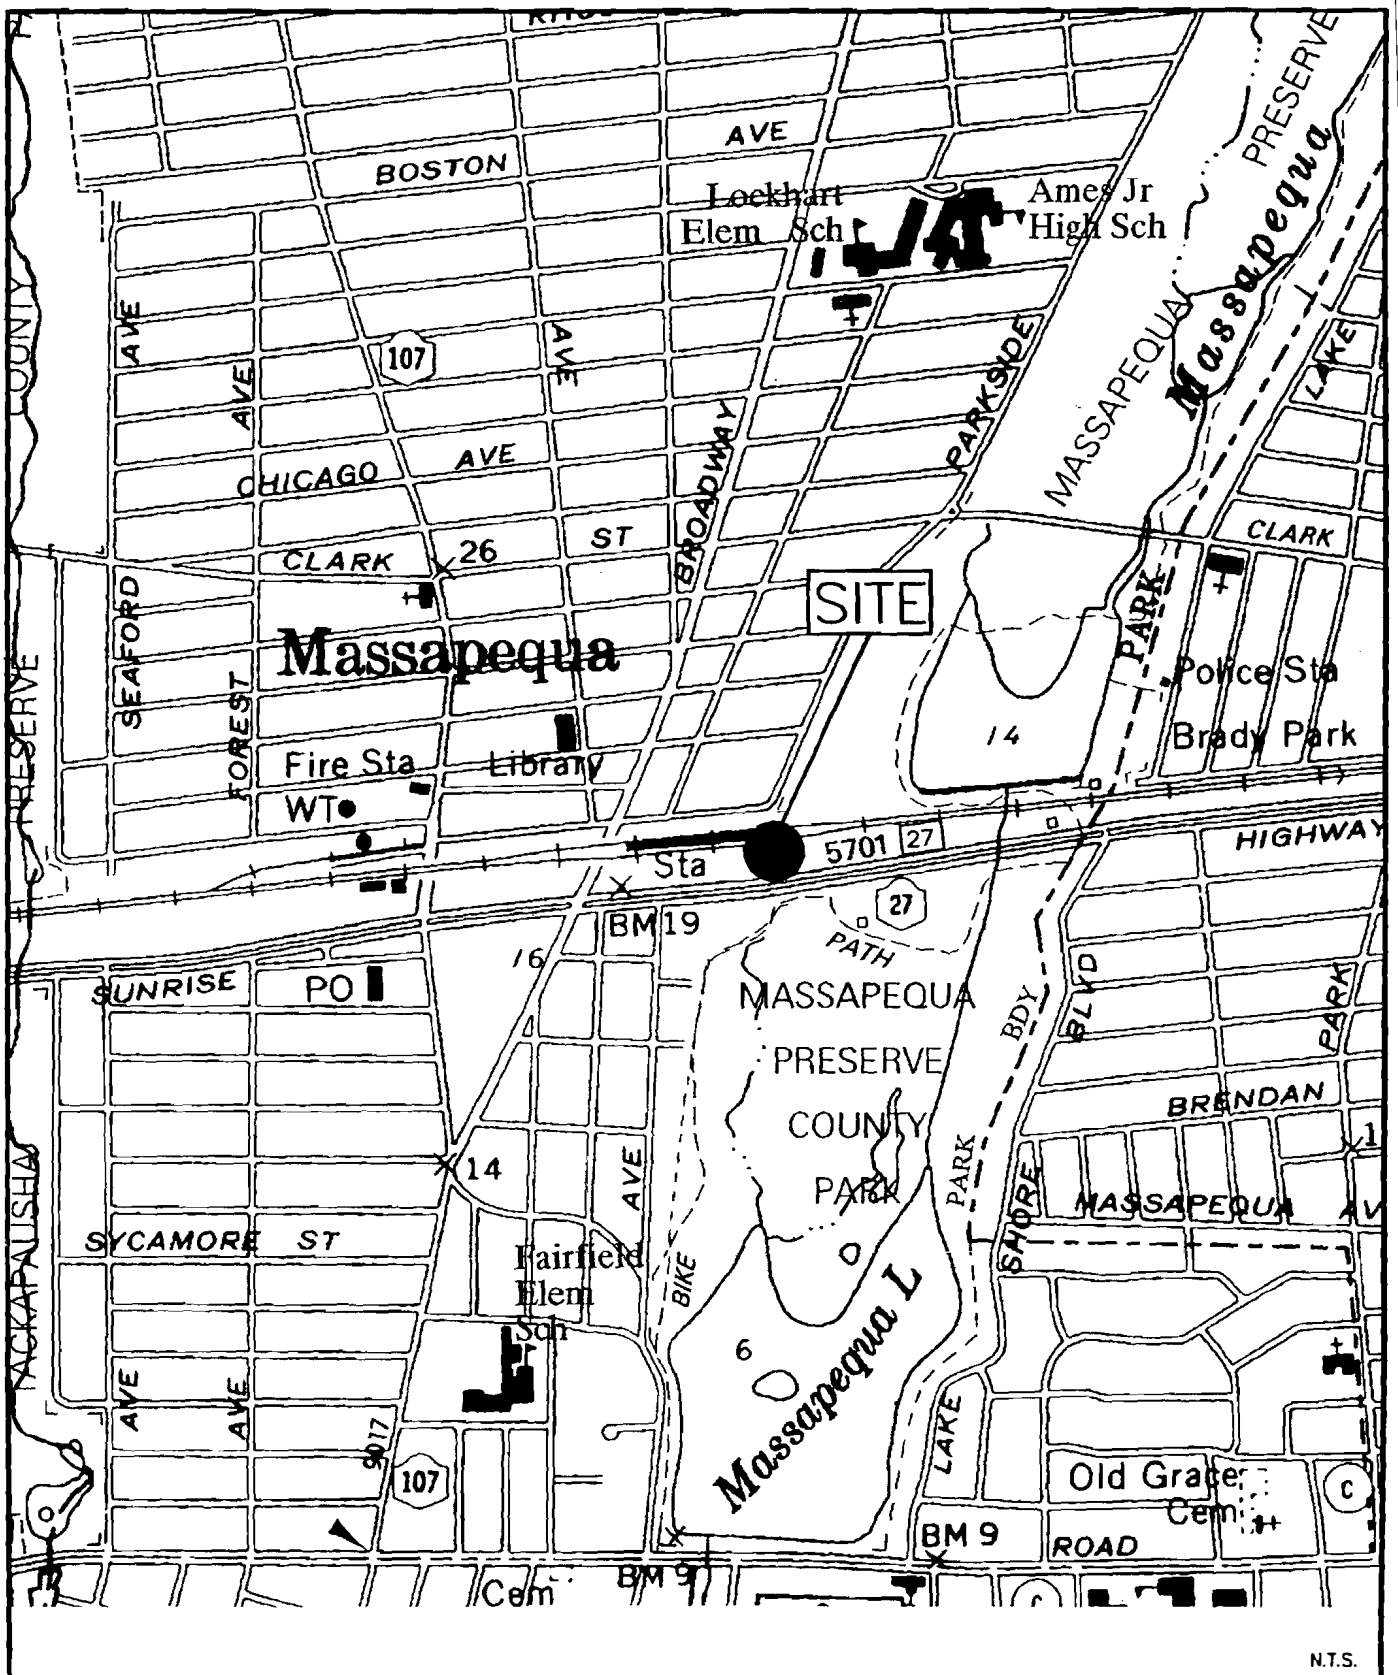 AVE
BOSTON
PRESERVE
Massapequa
Lockhart
Elem Sch
Ames Jr
High Sch
COUNTY
AVE
AVE
AVE
107
PARKSIDE
MASSAPEQUA
LAKE
BROADWAY
CHICAGO
AVE
CLARK
26
ST
CLARK
SITE
SEAFORD
Massapequa
PARK
PRESERVE
FOREST
Police Sta
14
Brady Park
Fire Sta
Library
WT
Sta
5701
27
HIGHWAY
BM 19
27
PATH
16
SUNRISE
PO
MASSAPEQUA
PRESERVE
COUNTY
PARK
BDY
BLVD
PARK
BRENDAN
14
AVE
PARK
SHORE
MASSAPEQUA AV
SYCAMORE ST
Fairfield
Elem
Sch
BIKE
6
Massapequa L
AVE
AVE
LAKE
107
Old Grace
Cem
C
BM 9
ROAD
Cem
BM 9
N.T.S.